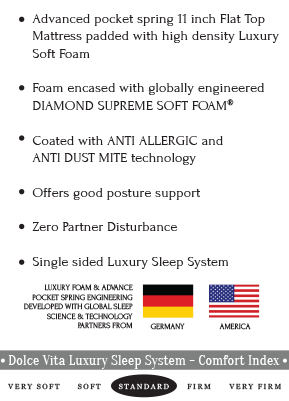 • Advanced pocket spring 11 inch Flat Top
Mattress padded with high density Luxury
Soft Foam
• Foam encased with globally engineered
DIAMOND SUPREME SOFT FOAM®
• Coated with ANTI ALLERGIC and
ANTI DUST MITE technology
• Offers good posture support
• Zero Partner Disturbance
• Single sided Luxury Sleep System
LUXURY FOAM & ADVANCE
POCKET SPRING ENGINEERING
DEVELOPED WITH GLOBAL SLEEP
SCIENCE & TECHNOLOGY
PARTNERS FROM
GERMANY AMERICA
• Dolce Vita Luxury Sleep System – Comfort Index •
VERY SOFT SOFT STANDARD FIRM VERY FIRM